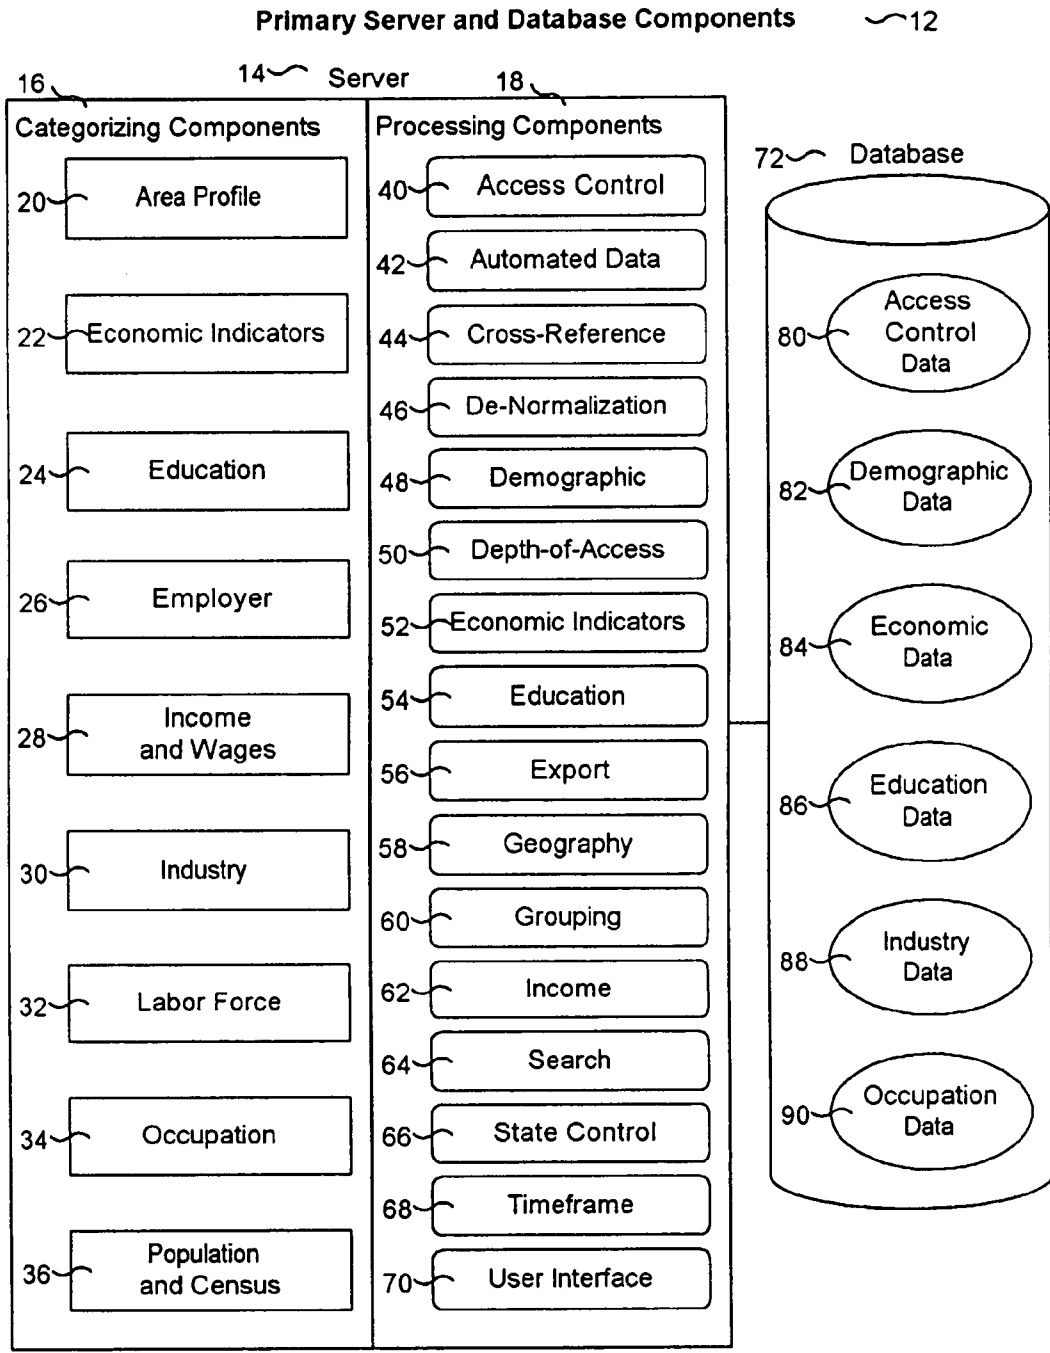 Primary Server and Database Components 12
14 Server
16
Categorizing Components
20 Area Profile
22 Economic Indicators
24 Education
26 Employer
28 Income
and Wages
30 Industry
32 Labor Force
34 Occupation
36 Population
and Census
18
Processing Components
40 Access Control
42 Automated Data
44 Cross-Reference
46 De-Normalization
48 Demographic
50 Depth-of-Access
52 Economic Indicators
54 Education
56 Export
58 Geography
60 Grouping
62 Income
64 Search
66 State Control
68 Timeframe
70 User Interface
72 Database
80 Access
Control
Data
82 Demographic
Data
84 Economic
Data
86 Education
Data
88 Industry
Data
90 Occupation
Data